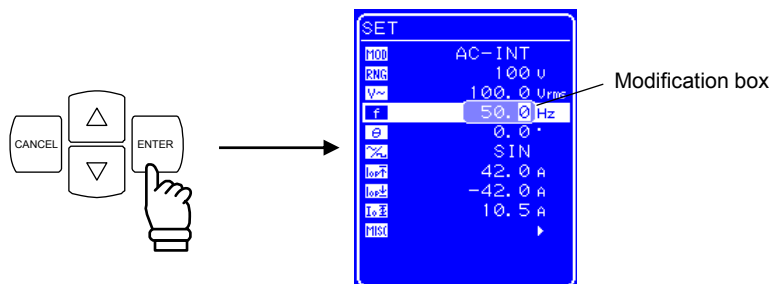 CANCEL
ENTER
SET
MOD AC-INT
RNG 100 V
V~ 100.0 Vrms
f 50.0 Hz
θ 0.0 °
SIN
42.0 A
-42.0 A
10.5 A
MISC
Modification box